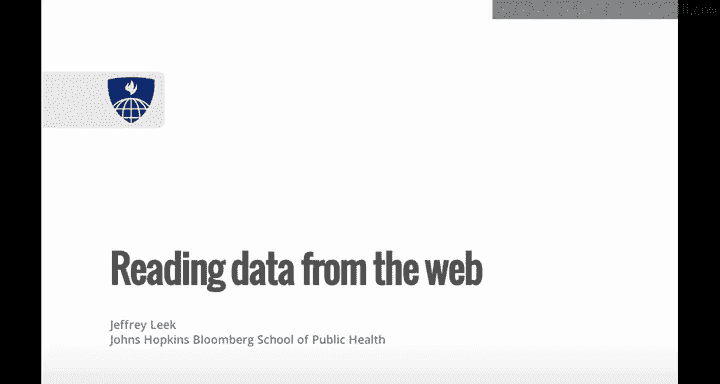 Reading data from the web
Jeffrey Leek
Johns Hopkins Bloomberg School of Public Health